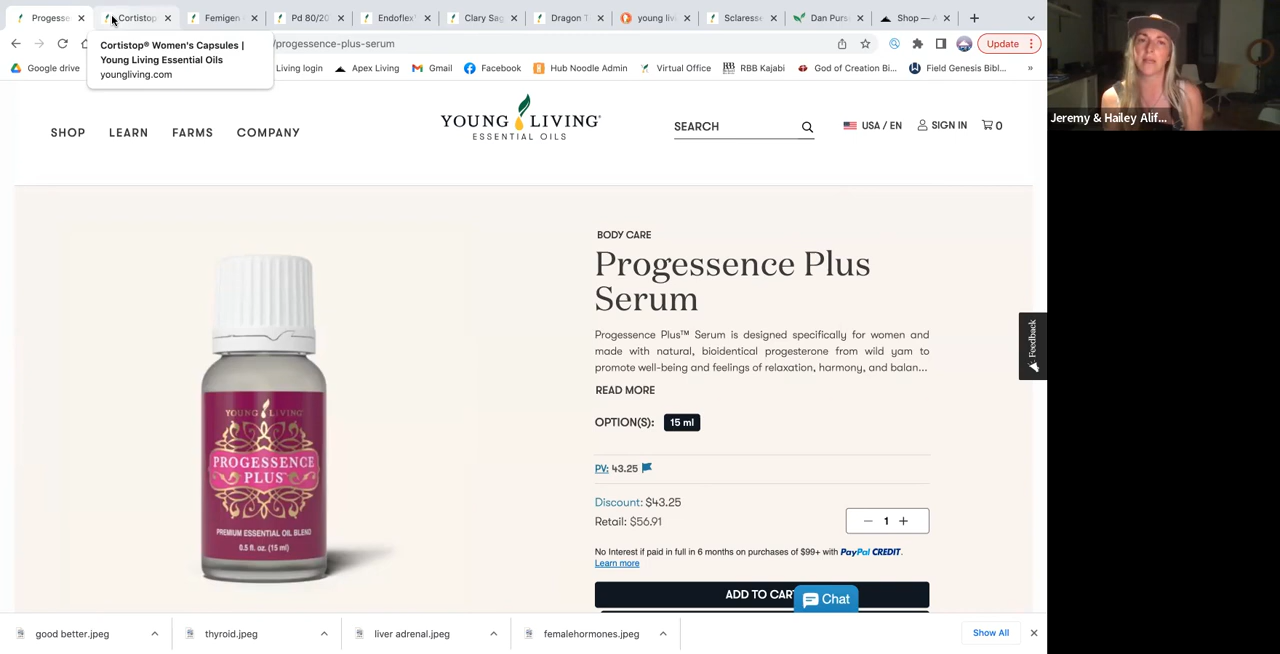 Progesse
Cortistop
Femigen
Pd 80/20
Endoflex
Clary Sag
Dragon T
young livi
Sclaresse
Dan Purs
Shop — A
Cortistop® Women's Capsules |
Young Living Essential Oils
youngliving.com
/progessence-plus-serum
Update
Google drive
Living login
Apex Living
Gmail
Facebook
Hub Noodle Admin
Virtual Office
RBB Kajabi
God of Creation Bi...
Field Genesis Bibl...
SHOP
LEARN
FARMS
COMPANY
YOUNG LIVING
ESSENTIAL OILS
SEARCH
USA / EN
SIGN IN
0
BODY CARE
Progessence Plus
Serum
Progessence Plus™ Serum is designed specifically for women and
made with natural, bioidentical progesterone from wild yam to
promote well-being and feelings of relaxation, harmony, and balan...
READ MORE
OPTION(S): 15 ml
PV: 43.25
Discount: $43.25
Retail: $56.91
1
No Interest if paid in full in 6 months on purchases of $99+ with PayPal CREDIT.
Learn more
ADD TO CART
Chat
Feedback
YOUNG LIVING
PROGESSENCE
PLUS™
PREMIUM ESSENTIAL OIL BLEND
0.5 fl. oz. (15 ml)
good better.jpeg
thyroid.jpeg
liver adrenal.jpeg
femalehormones.jpeg
Show All
Jeremy & Hailey Alif...